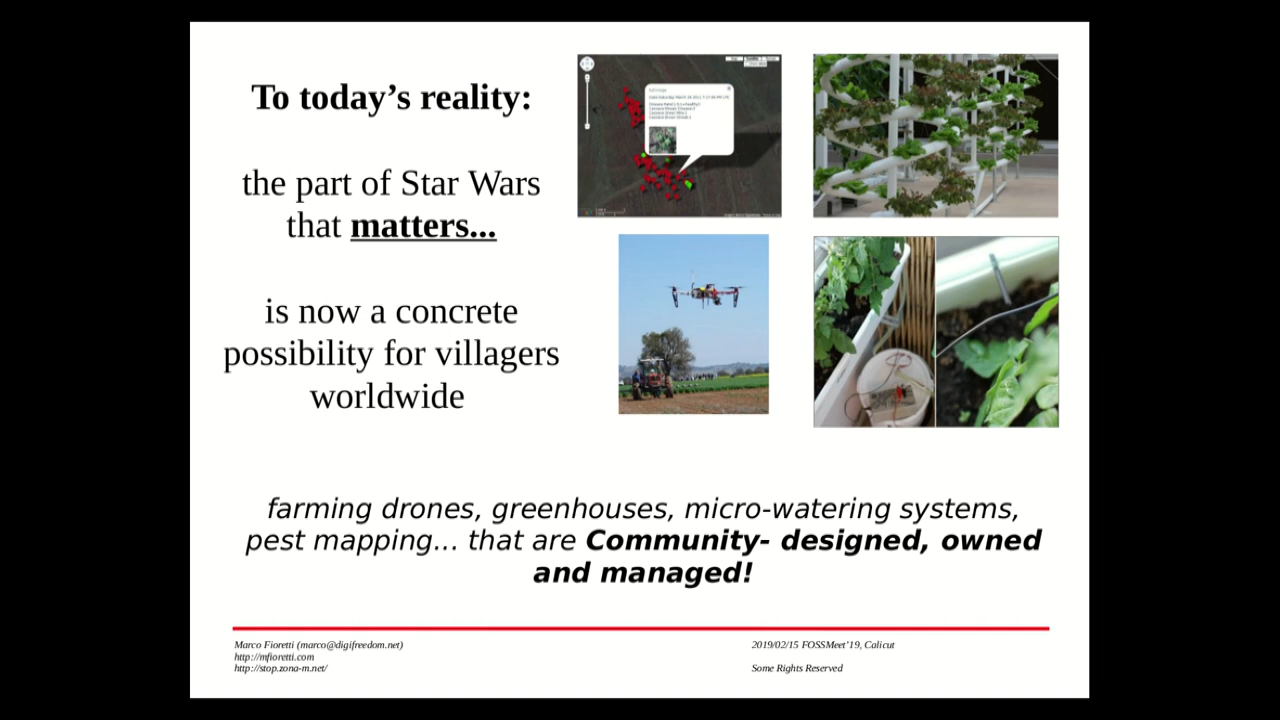 To today’s reality:
the part of Star Wars
that matters...
is now a concrete
possibility for villagers
worldwide
farming drones, greenhouses, micro-watering systems,
pest mapping... that are Community- designed, owned
and managed!
Marco Fioretti (marco@digifreedom.net)
http://mfioretti.com
http://stop.zona-m.net/
2019/02/15 FOSSMeet’19, Calicut
Some Rights Reserved